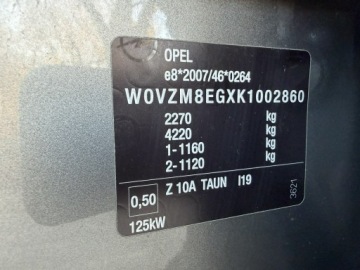 OPEL
e8*2007/46*0264
W0VZM8EGXK1002860
2270 kg
4220 kg
1-1160 kg
2-1120 kg
0,50 Z 10A TAUN I19
125kW
3621